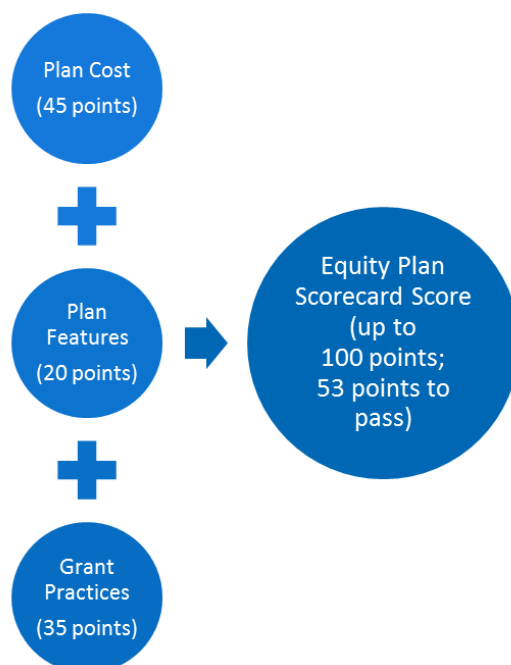 Plan Cost
(45 points)
Plan
Features
(20 points)
Grant
Practices
(35 points)
Equity Plan
Scorecard Score
(up to
100 points;
53 points to
pass)